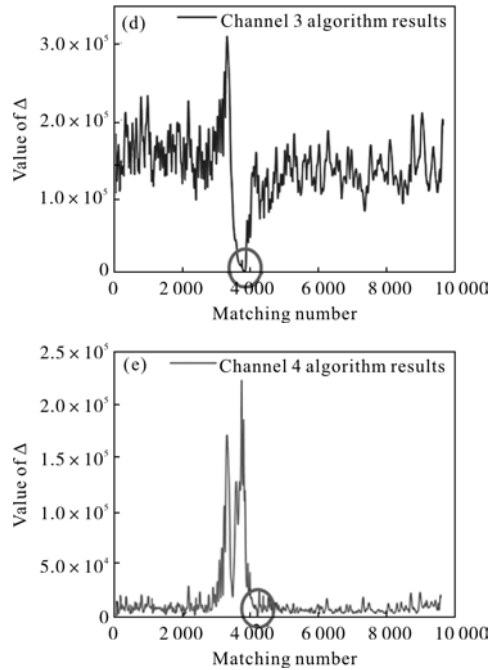 (d)
Channel 3 algorithm results
3.0 × 10⁵
2.0 × 10⁵
1.0 × 10⁵
0
Value of Δ
0 2 000 4 000 6 000 8 000 10 000
Matching number
(e)
Channel 4 algorithm results
2.5 × 10⁵
2.0 × 10⁵
1.5 × 10⁵
1.0 × 10⁵
5.0 × 10⁴
0
Value of Δ
0 2 000 4 000 6 000 8 000 10 000
Matching number